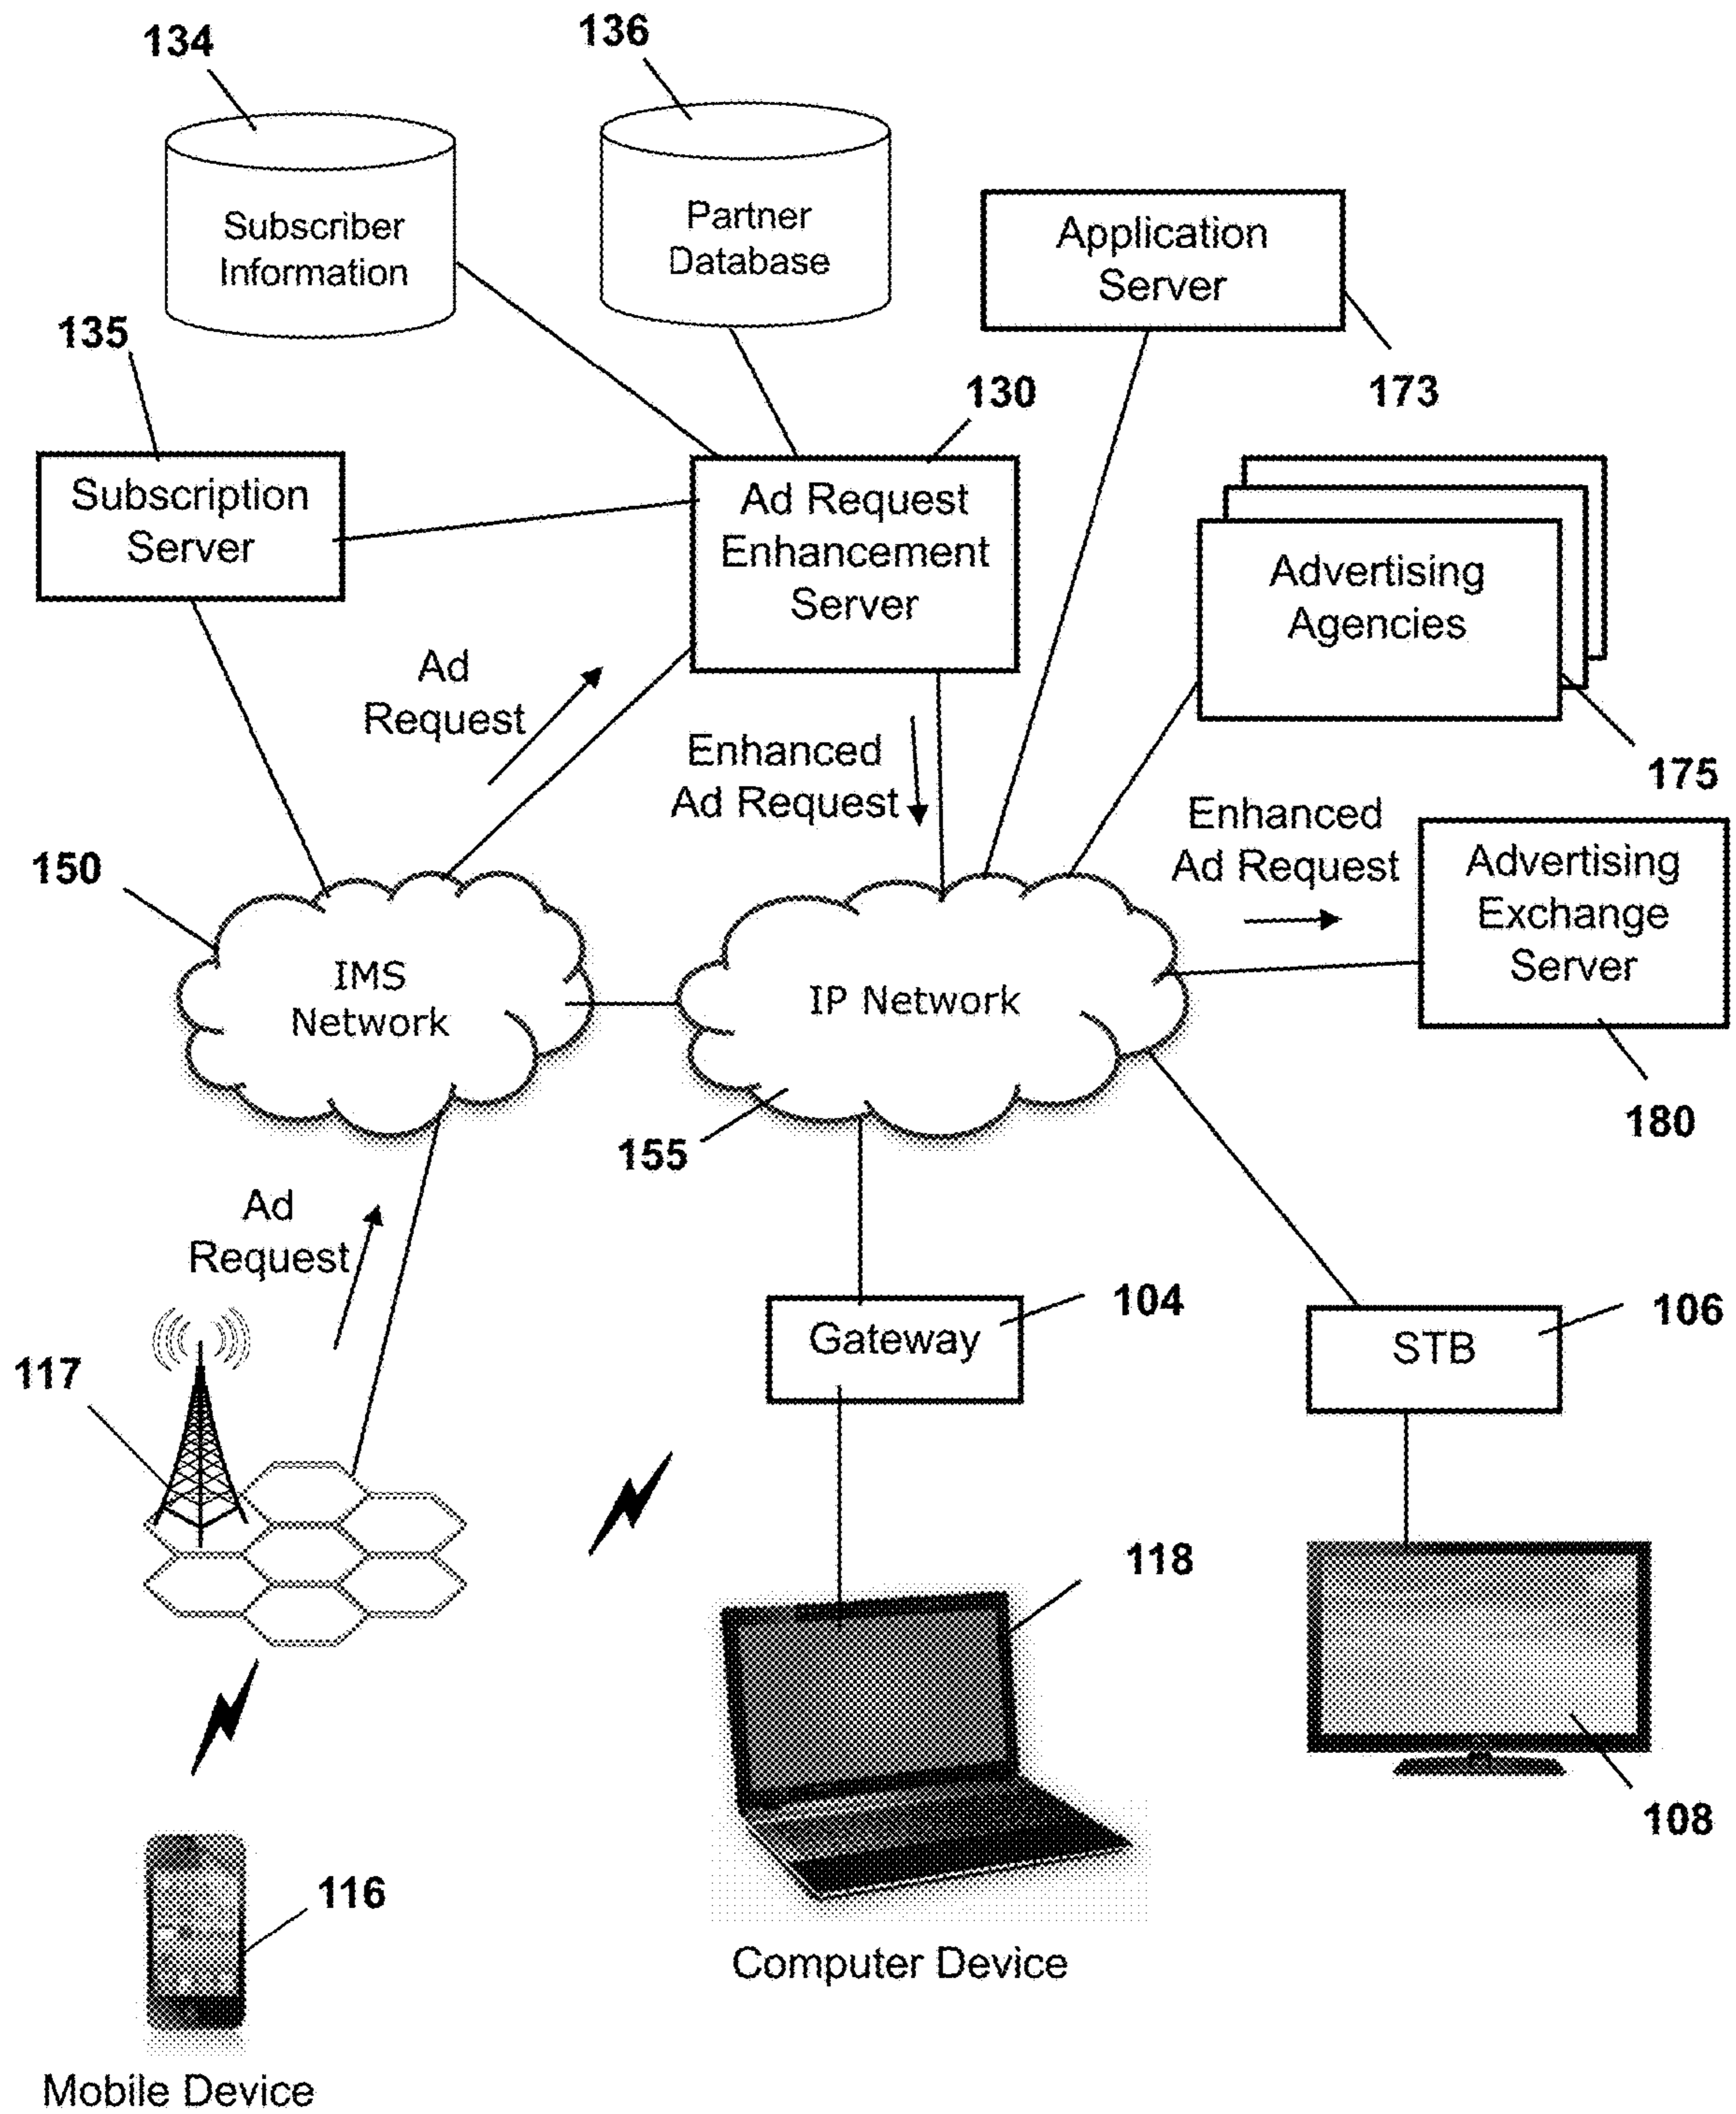 134
136
Subscriber
Information
Partner
Database
Application
Server
135
130
173
Subscription
Server
Ad Request
Enhancement
Server
Advertising
Agencies
Ad
Request
Enhanced
Ad Request
175
Enhanced
Ad Request
150
Advertising
Exchange
Server
IMS
Network
IP Network
155
180
Ad
Request
104
106
Gateway
STB
117
118
108
116
Computer Device
Mobile Device